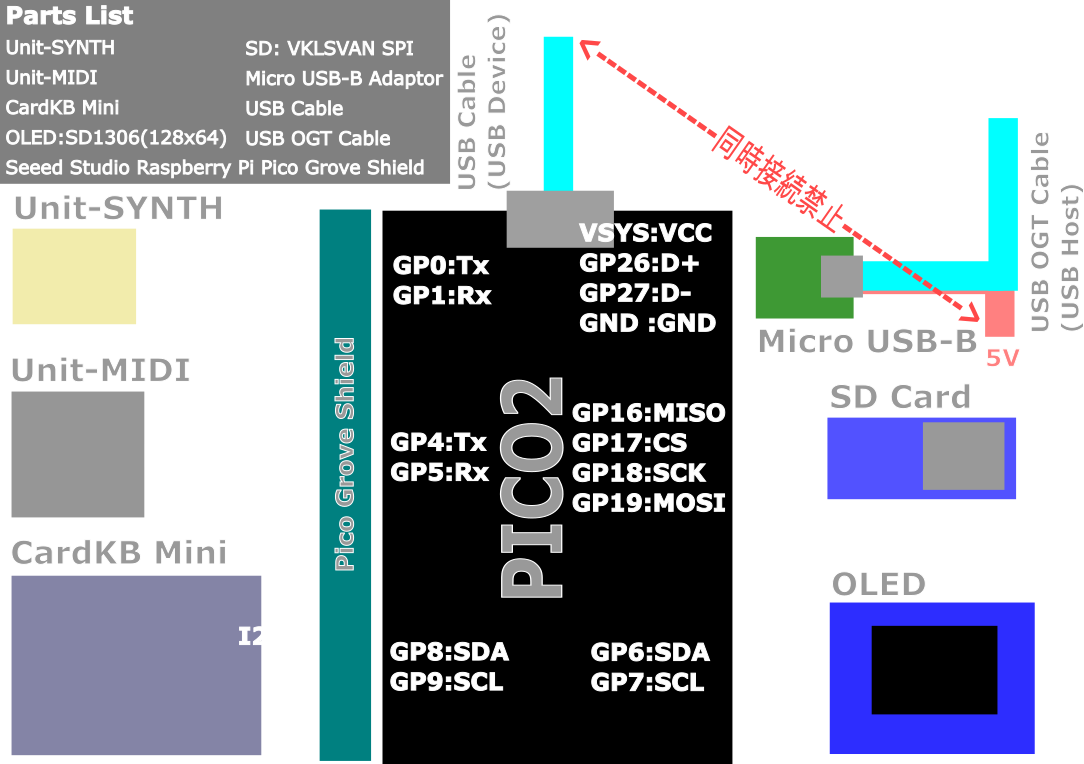 Parts List
Unit-SYNTH
SD: VKLSVAN SPI
Unit-MIDI
Micro USB-B Adaptor
CardKB Mini
USB Cable
OLED:SD1306(128x64)
USB OGT Cable
Seeed Studio Raspberry Pi Pico Grove Shield
USB Cable
(USB Device)
同時接続禁止
USB OGT Cable
(USB Host)
Unit-SYNTH
VSYS:VCC
GP26:D+
GP27:D-
GND :GND
GP0:Tx
GP1:Rx
Micro USB-B
5V
Unit-MIDI
Pico Grove Shield
PICO2
GP4:Tx
GP5:Rx
GP16:MISO
GP17:CS
GP18:SCK
GP19:MOSI
SD Card
CardKB Mini
I2
GP8:SDA
GP9:SCL
GP6:SDA
GP7:SCL
OLED